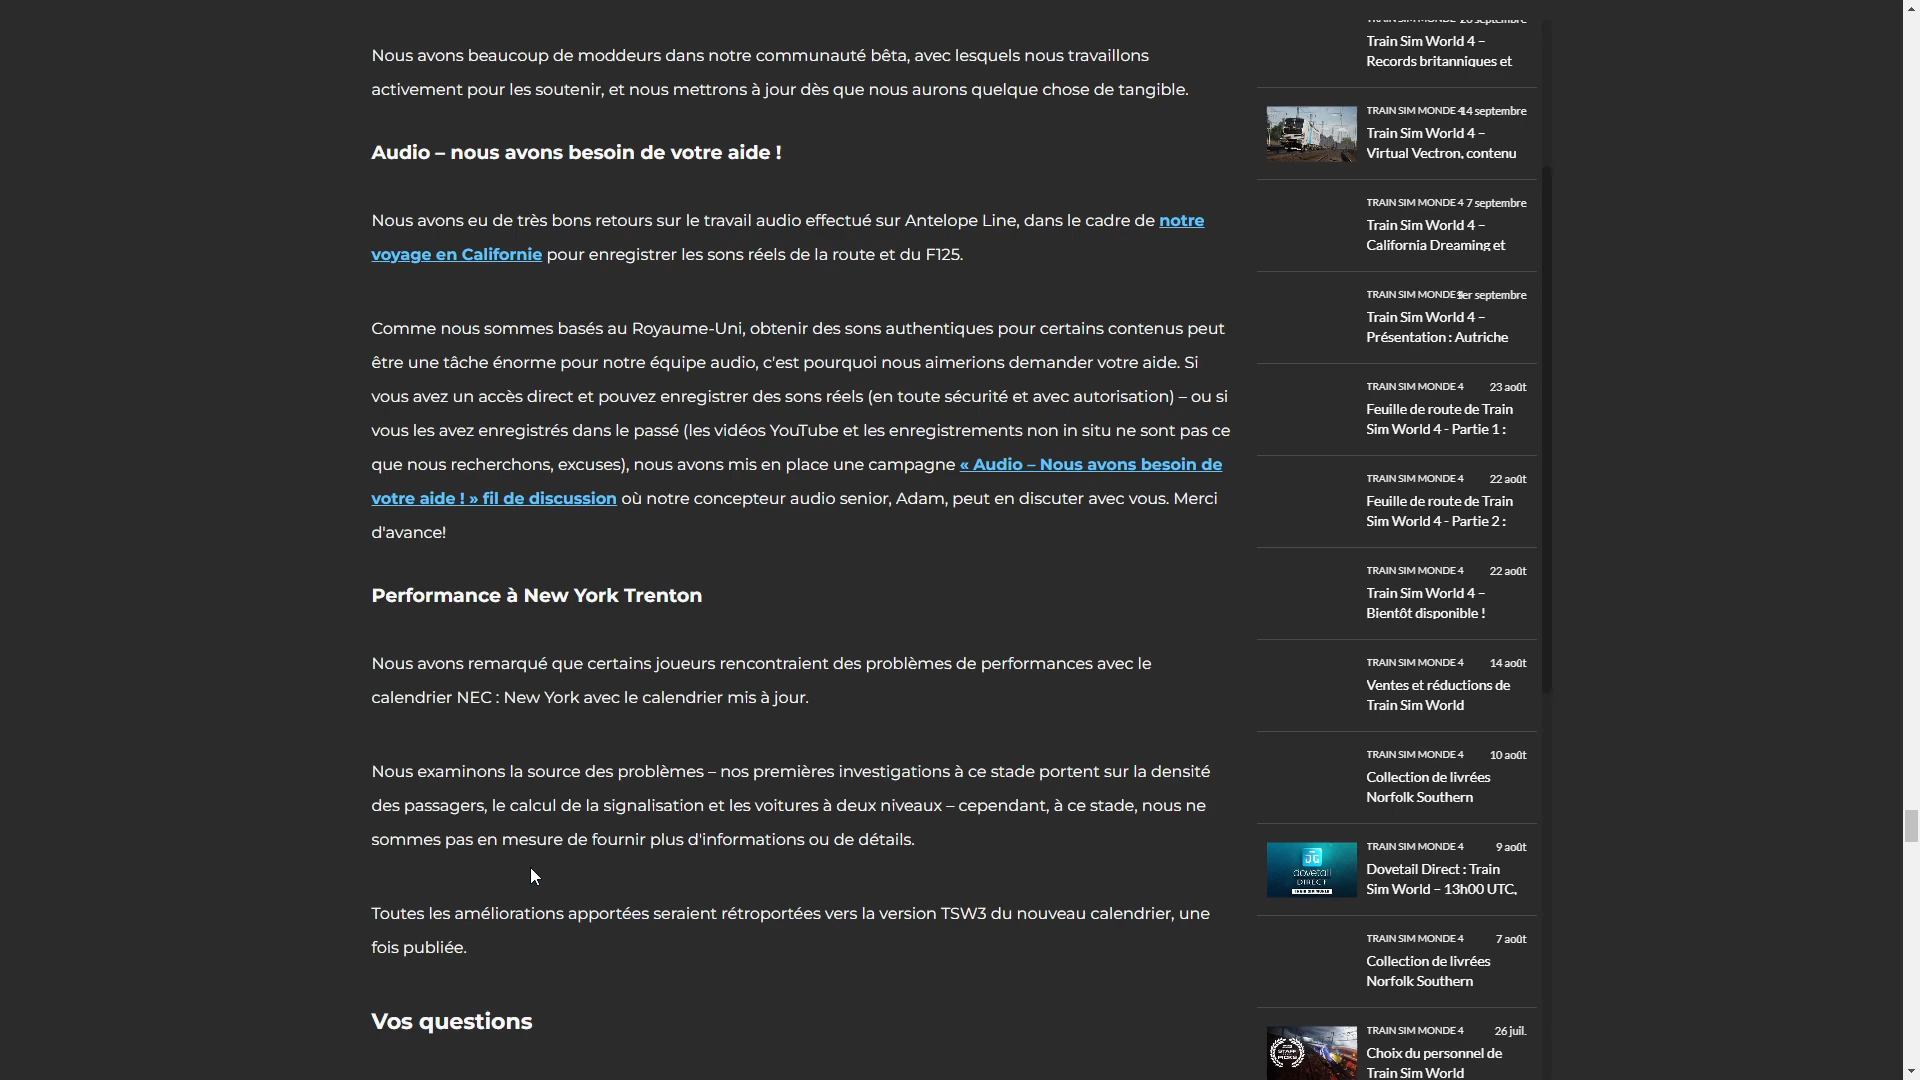 Nous avons beaucoup de moddeurs dans notre communauté bêta, avec lesquels nous travaillons
activement pour les soutenir, et nous mettrons à jour dès que nous aurons quelque chose de tangible.
Audio – nous avons besoin de votre aide !
Nous avons eu de très bons retours sur le travail audio effectué sur Antelope Line, dans le cadre de notre
voyage en Californie pour enregistrer les sons réels de la route et du F125.
Comme nous sommes basés au Royaume-Uni, obtenir des sons authentiques pour certains contenus peut
être une tâche énorme pour notre équipe audio, c'est pourquoi nous aimerions demander votre aide. Si
vous avez un accès direct et pouvez enregistrer des sons réels (en toute sécurité et avec autorisation) – ou si
vous les avez enregistrés dans le passé (les vidéos YouTube et les enregistrements non in situ ne sont pas ce
que nous recherchons, excuses), nous avons mis en place une campagne « Audio – Nous avons besoin de
votre aide ! » fil de discussion où notre concepteur audio senior, Adam, peut en discuter avec vous. Merci
d'avance!
Performance à New York Trenton
Nous avons remarqué que certains joueurs rencontraient des problèmes de performances avec le
calendrier NEC : New York avec le calendrier mis à jour.
Nous examinons la source des problèmes – nos premières investigations à ce stade portent sur la densité
des passagers, le calcul de la signalisation et les voitures à deux niveaux – cependant, à ce stade, nous ne
sommes pas en mesure de fournir plus d'informations ou de détails.
Toutes les améliorations apportées seraient rétroportées vers la version TSW3 du nouveau calendrier, une
fois publiée.
Vos questions
TRAIN SIM MONDE septembre
Train Sim World 4 –
Records britanniques et
TRAIN SIM MONDE 4 14 septembre
Train Sim World 4 –
Virtual Vectron, contenu
TRAIN SIM MONDE 4 7 septembre
Train Sim World 4 –
California Dreaming et
TRAIN SIM MONDE 1er septembre
Train Sim World 4 –
Présentation : Autriche
TRAIN SIM MONDE 4 23 août
Feuille de route de Train
Sim World 4 - Partie 1 :
TRAIN SIM MONDE 4 22 août
Feuille de route de Train
Sim World 4 - Partie 2 :
TRAIN SIM MONDE 4 22 août
Train Sim World 4 –
Bientôt disponible !
TRAIN SIM MONDE 4 14 août
Ventes et réductions de
Train Sim World
TRAIN SIM MONDE 4 10 août
Collection de livrées
Norfolk Southern
dovetail
DIRECT
TRAIN SIM WORLD
TRAIN SIM MONDE 4 9 août
Dovetail Direct : Train
Sim World – 13h00 UTC,
TRAIN SIM MONDE 4 7 août
Collection de livrées
Norfolk Southern
STAFF
PICKS
TRAIN SIM MONDE 4 26 juil.
Choix du personnel de
Train Sim World